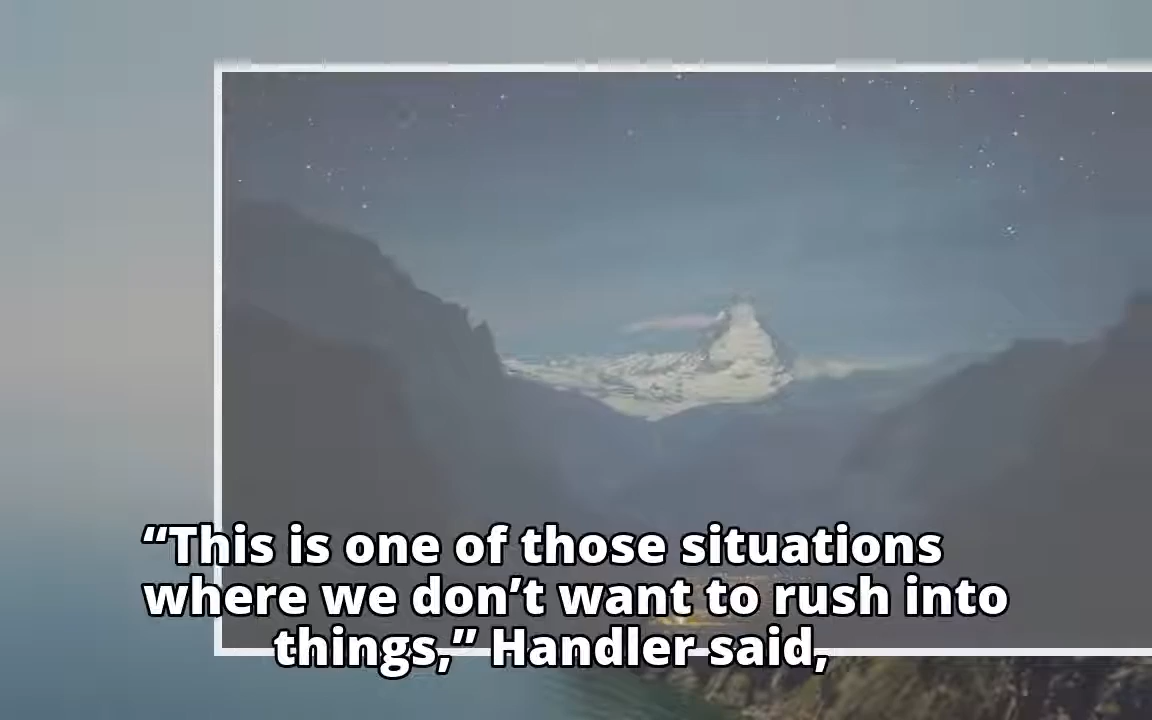 “This is one of those situations
where we don’t want to rush into
things,” Handler said,